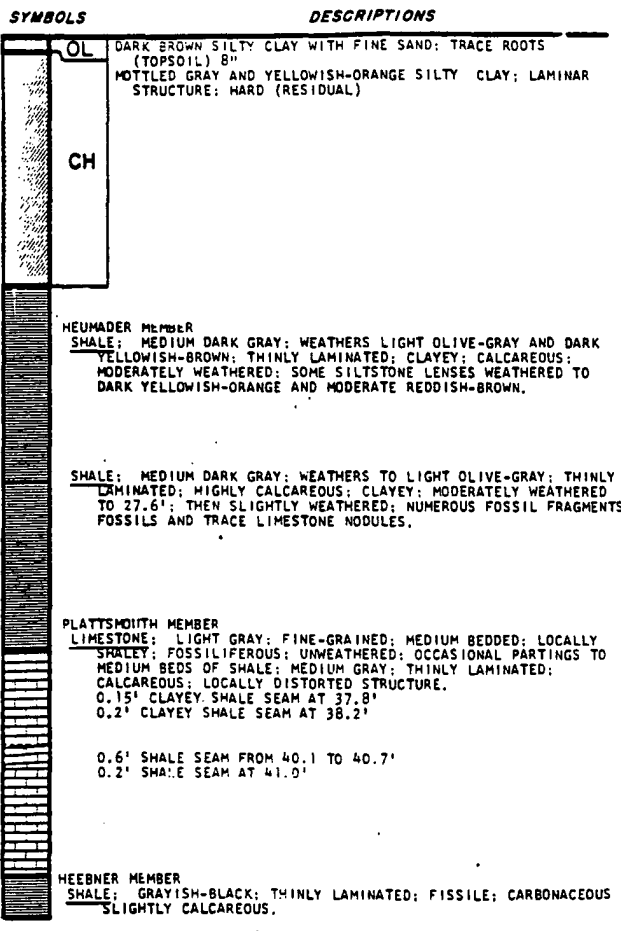 SYMBOLS DESCRIPTIONS
OL DARK BROWN SILTY CLAY WITH FINE SAND; TRACE ROOTS
(TOPSOIL) 8"
MOTTLED GRAY AND YELLOWISH-ORANGE SILTY CLAY; LAMINAR
STRUCTURE; HARD (RESIDUAL)
CH
HEUMADER MEMBER
SHALE; MEDIUM DARK GRAY; WEATHERS LIGHT OLIVE-GRAY AND DARK
YELLOWISH-BROWN; THINLY LAMINATED; CLAYEY; CALCAREOUS;
MODERATELY WEATHERED; SOME SILTSTONE LENSES WEATHERED TO
DARK YELLOWISH-ORANGE AND MODERATE REDDISH-BROWN.
SHALE; MEDIUM DARK GRAY; WEATHERS TO LIGHT OLIVE-GRAY; THINLY
LAMINATED; HIGHLY CALCAREOUS; CLAYEY; MODERATELY WEATHERED
TO 27.6'; THEN SLIGHTLY WEATHERED; NUMEROUS FOSSIL FRAGMENTS
FOSSILS AND TRACE LIMESTONE NODULES.
PLATTSMOUTH MEMBER
LIMESTONE; LIGHT GRAY; FINE-GRAINED; MEDIUM BEDDED; LOCALLY
SHALEY; FOSSILIFEROUS; UNWEATHERED; OCCASIONAL PARTINGS TO
MEDIUM BEDS OF SHALE; MEDIUM GRAY; THINLY LAMINATED;
CALCAREOUS; LOCALLY DISTORTED STRUCTURE.
0.15' CLAYEY SHALE SEAM AT 37.8'
0.2' CLAYEY SHALE SEAM AT 38.2'
0.6' SHALE SEAM FROM 40.1 TO 40.7'
0.2' SHALE SEAM AT 41.0'
HEEBNER MEMBER
SHALE; GRAYISH-BLACK; THINLY LAMINATED; FISSILE; CARBONACEOUS
SLIGHTLY CALCAREOUS.